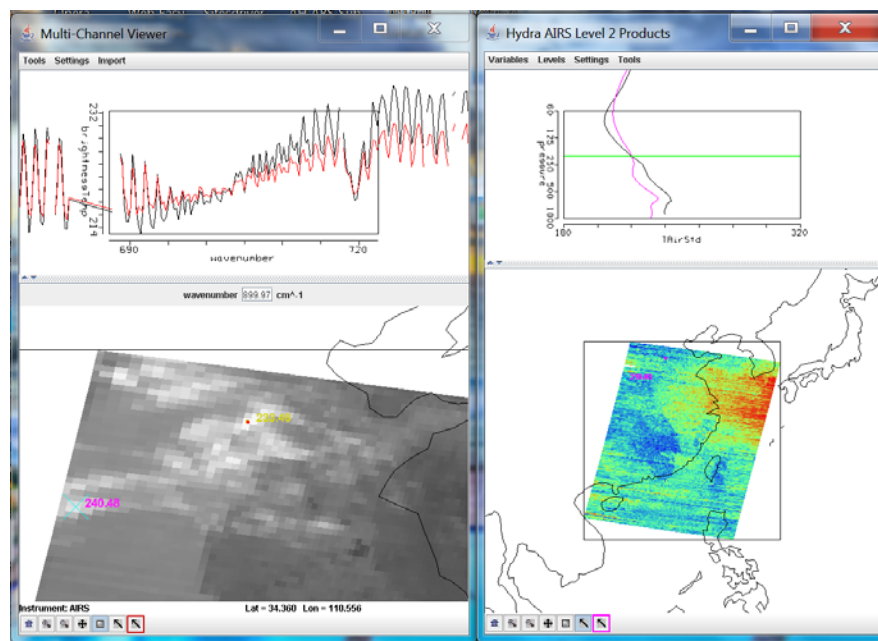 Multi-Channel Viewer
Tools Settings Import
232
brightnessTemp
214
690
720
wavenumber
wavenumber 899.97 cm^-1
240.48
Instrument: AIRS
Lat = 34.360 Lon = 110.556
Hydra AIRS Level 2 Products
Variables Levels Settings Tools
60
125
250
500
1000
pressure
180
320
TAirStd